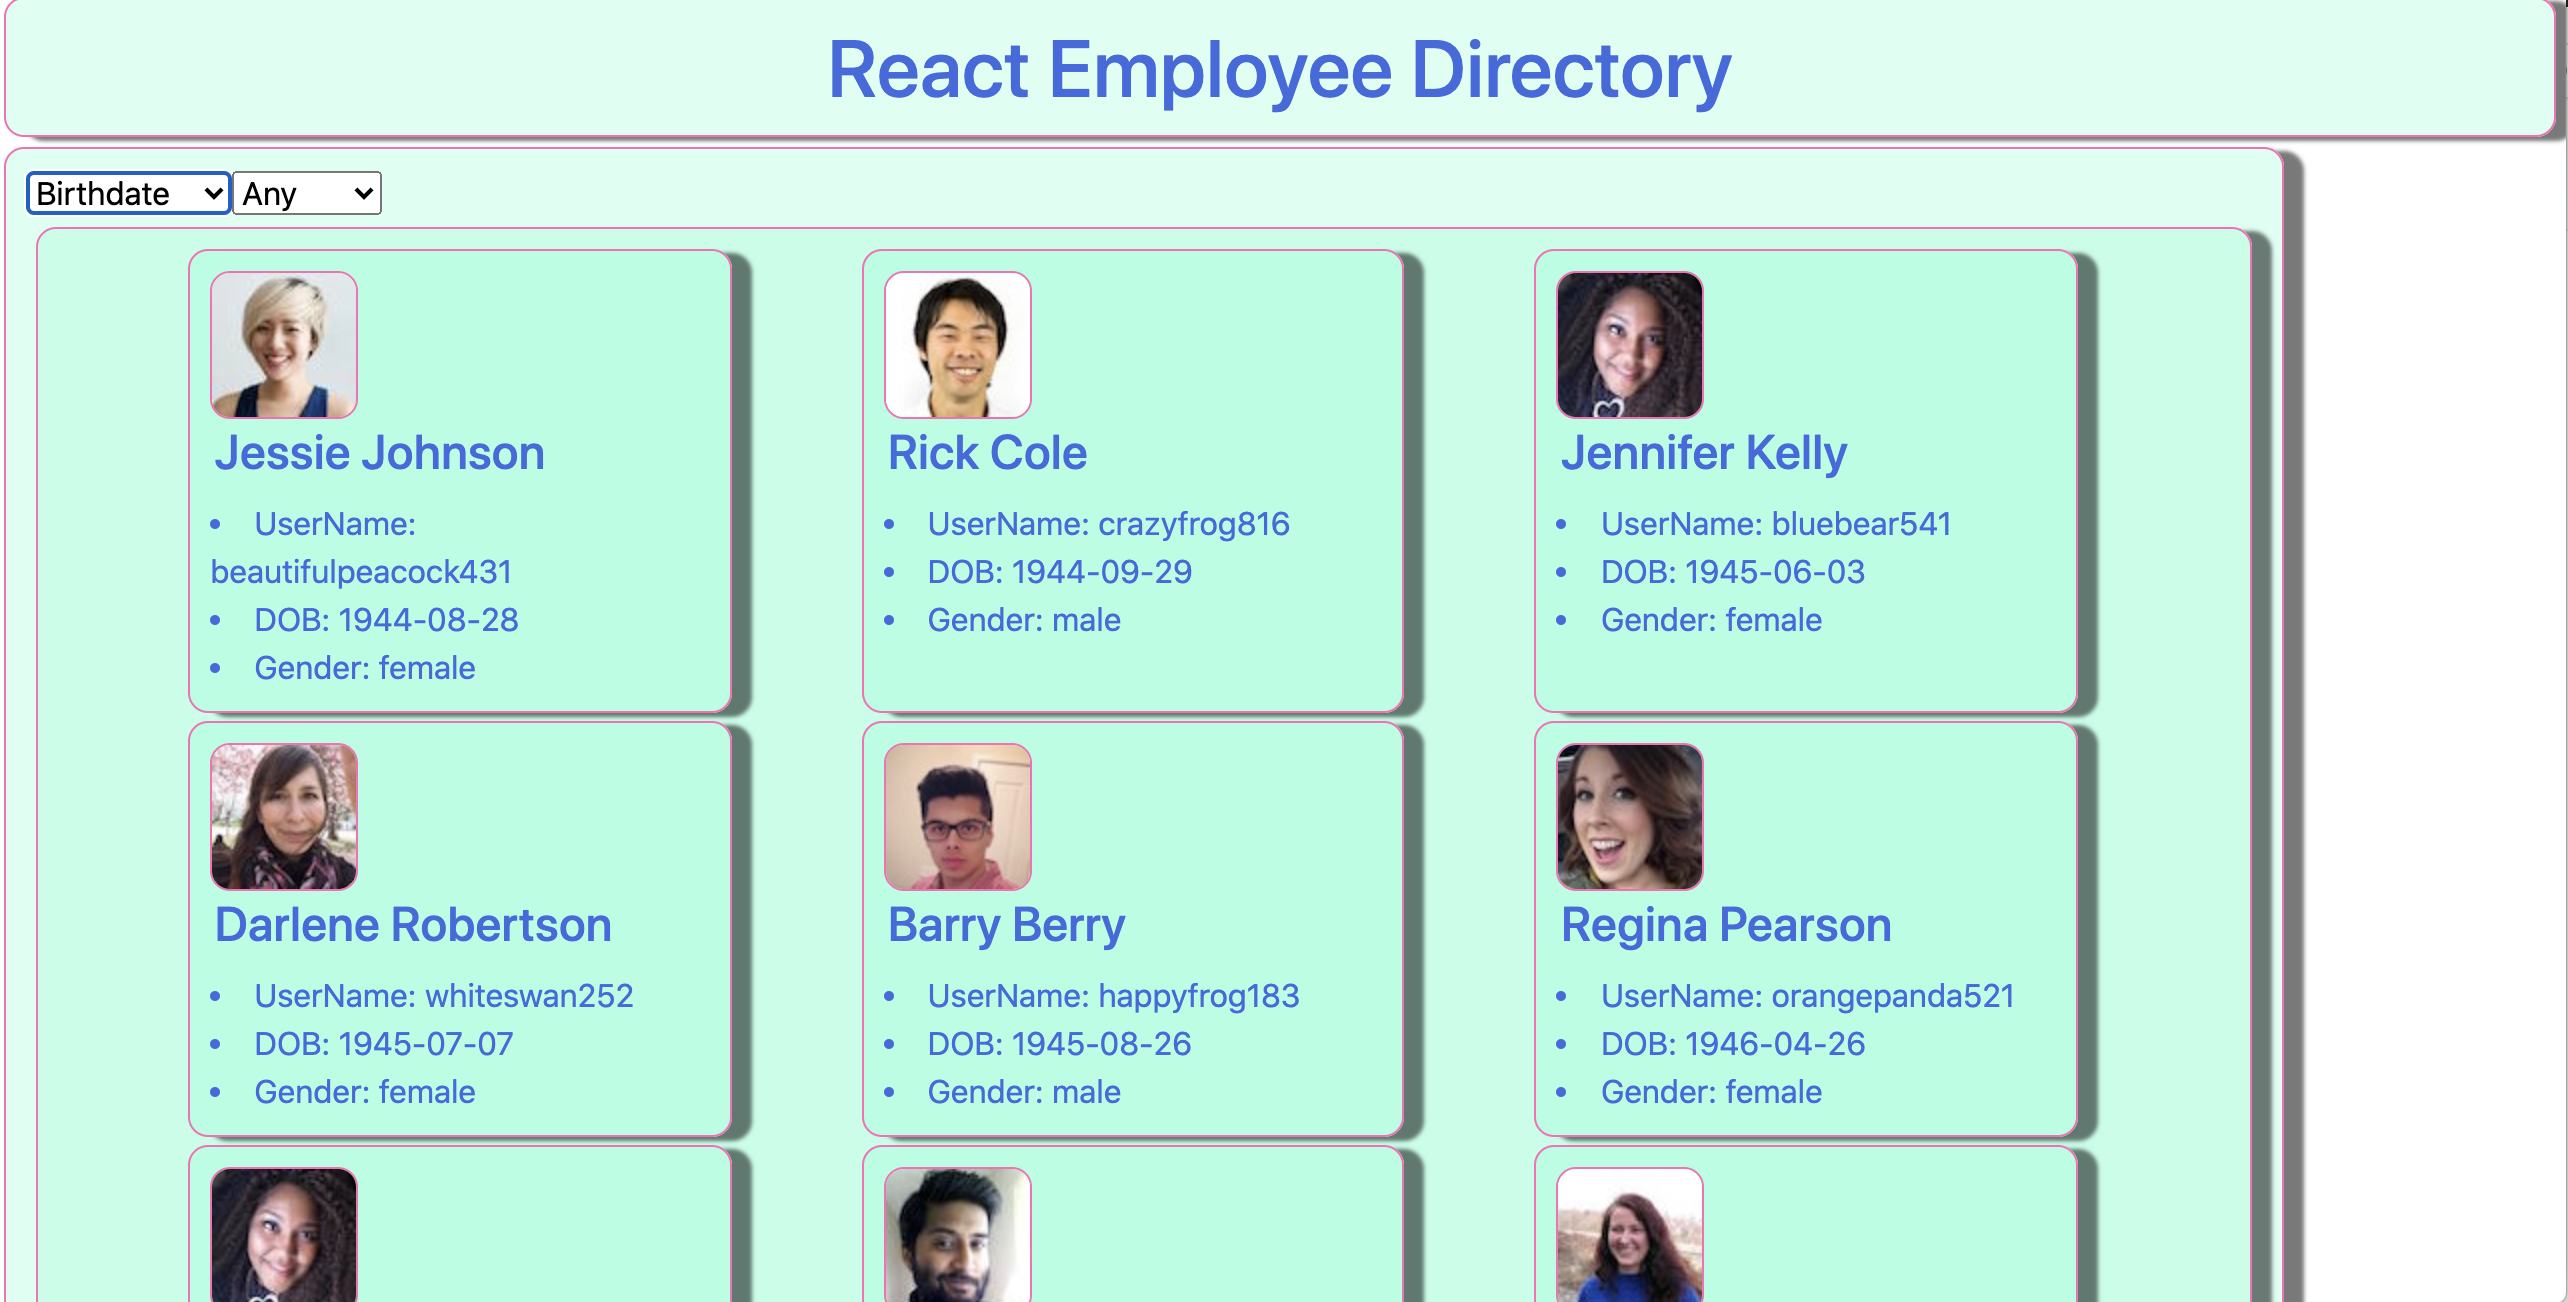 React Employee Directory
Birthdate Any
Jessie Johnson
• UserName:
beautifulpeacock431
• DOB: 1944-08-28
• Gender: female
Rick Cole
• UserName: crazyfrog816
• DOB: 1944-09-29
• Gender: male
Jennifer Kelly
• UserName: bluebear541
• DOB: 1945-06-03
• Gender: female
Darlene Robertson
• UserName: whiteswan252
• DOB: 1945-07-07
• Gender: female
Barry Berry
• UserName: happyfrog183
• DOB: 1945-08-26
• Gender: male
Regina Pearson
• UserName: orangepanda521
• DOB: 1946-04-26
• Gender: female